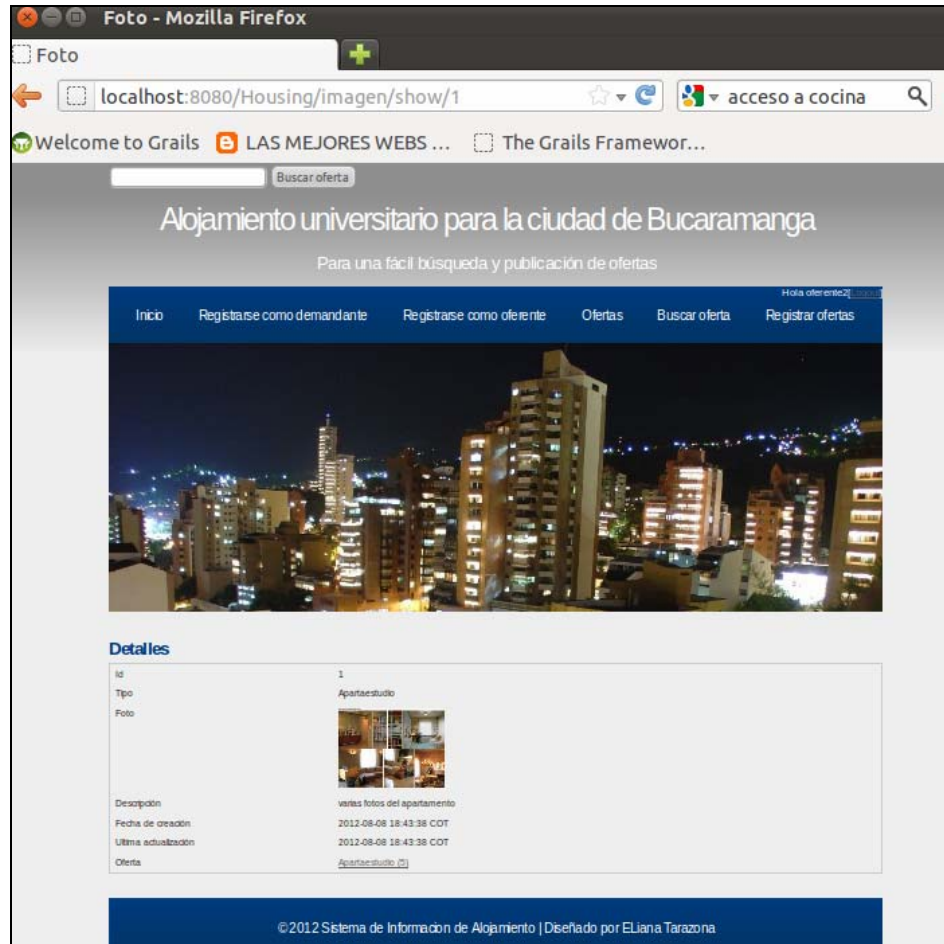 Foto - Mozilla Firefox
Foto
localhost:8080/Housing/imagen/show/1
acceso a cocina
Welcome to Grails LAS MEJORES WEBS ... The Grails Framewor...
Buscar oferta
Alojamiento universitario para la ciudad de Bucaramanga
Para una fácil búsqueda y publicación de ofertas
Hola oferente2[Logout]
Inicio Registrarse como demandante Registrarse como oferente Ofertas Buscar oferta Registrar ofertas
Detalles
Id 1
Tipo Apartaestudio
Foto
Descripción varias fotos del apartamento
Fecha de creación 2012-08-08 18:43:38 COT
Ultima actualización 2012-08-08 18:43:38 COT
Oferta Apartaestudio (5)
©2012 Sistema de Informacion de Alojamiento | Diseñado por ELiana Tarazona